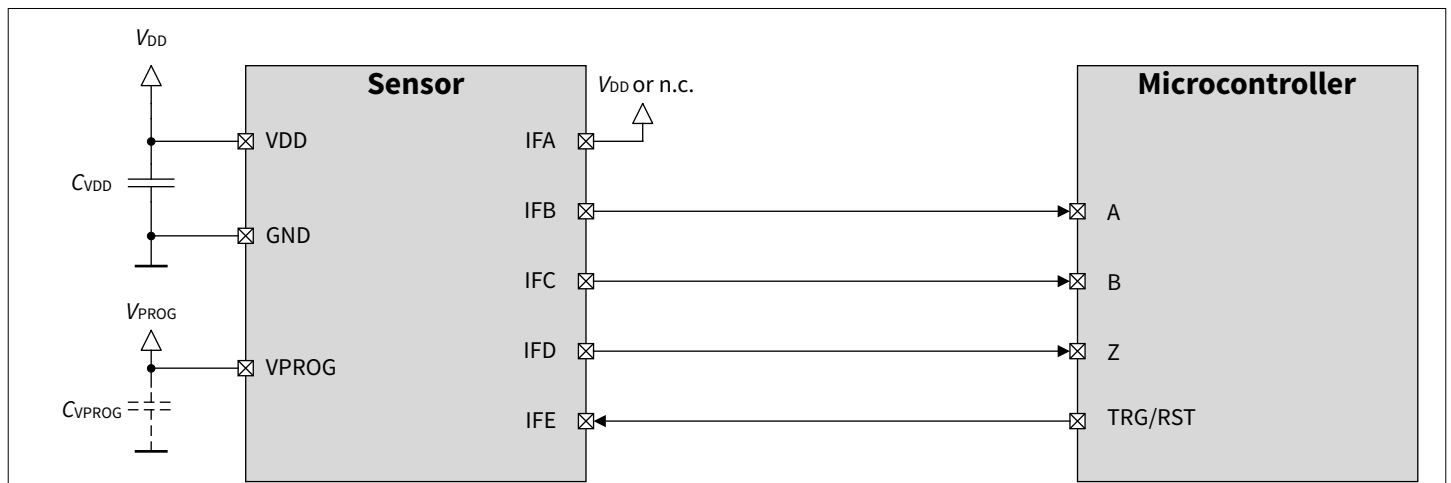 VDD
Sensor
VDD or n.c.
Microcontroller
VDD
IFA
CVDD
IFB
A
GND
IFC
B
VPROG
IFD
Z
VPROG
CVPROG
IFE
TRG/RST